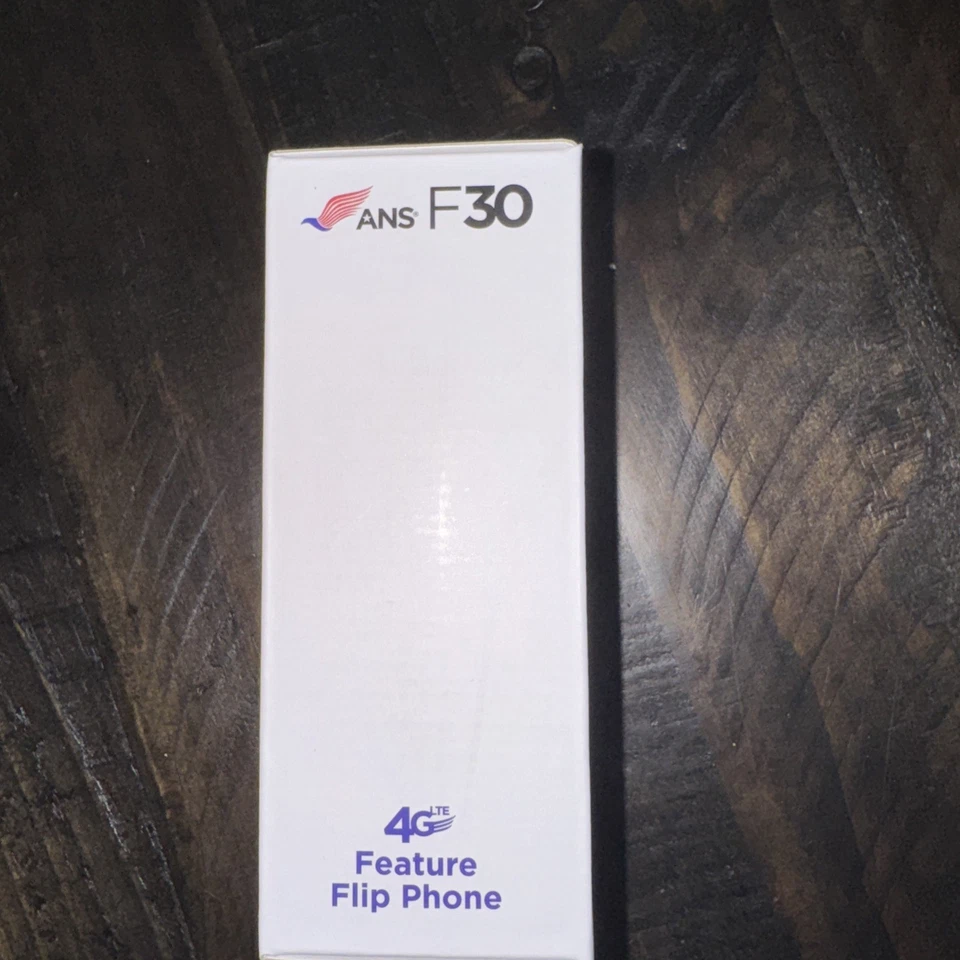 ANS® F30
4G LTE
Feature
Flip Phone